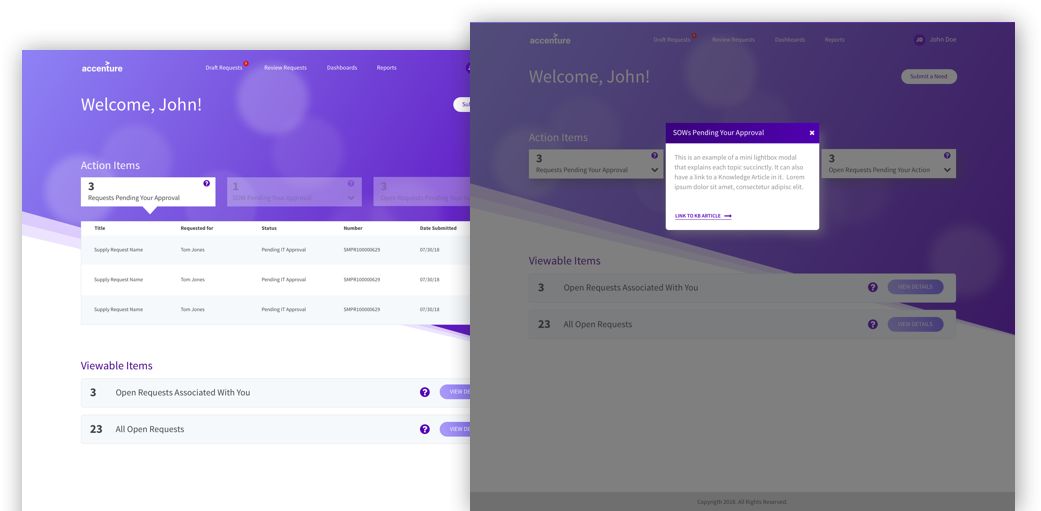 accenture
Draft Requests
Review Requests
Dashboards
Reports
Welcome, John!
Action Items
3
Requests Pending Your Approval
1
SOW Pending Your Approval
3
Title Requested for Status Number Date Submitted
Supply Request Name Tom Jones Pending IT Approval SMPR100000629 07/30/18
Supply Request Name Tom Jones Pending IT Approval SMPR100000629 07/30/18
Supply Request Name Tom Jones Pending IT Approval SMPR100000629 07/30/18
Viewable Items
3 Open Requests Associated With You ? VIEW DE
23 All Open Requests ? VIEW DE
accenture
Draft Requests
Review Requests
Dashboards
Reports
JD John Doe
Welcome, John!
Submit a Need
Action Items
3
Requests Pending Your Approval
SOWs Pending Your Approval
This is an example of a mini lightbox modal
that explains each topic succinctly. It can also
have a link to a Knowledge Article in it. Lorem
ipsum dolor sit amet, consectetur adipisc elit.
LINK TO KB ARTICLE
3
Open Requests Pending Your Action
Viewable Items
3 Open Requests Associated With You ? VIEW DETAILS
23 All Open Requests ? VIEW DETAILS
Copyrigth 2018. All Rights Reserved.